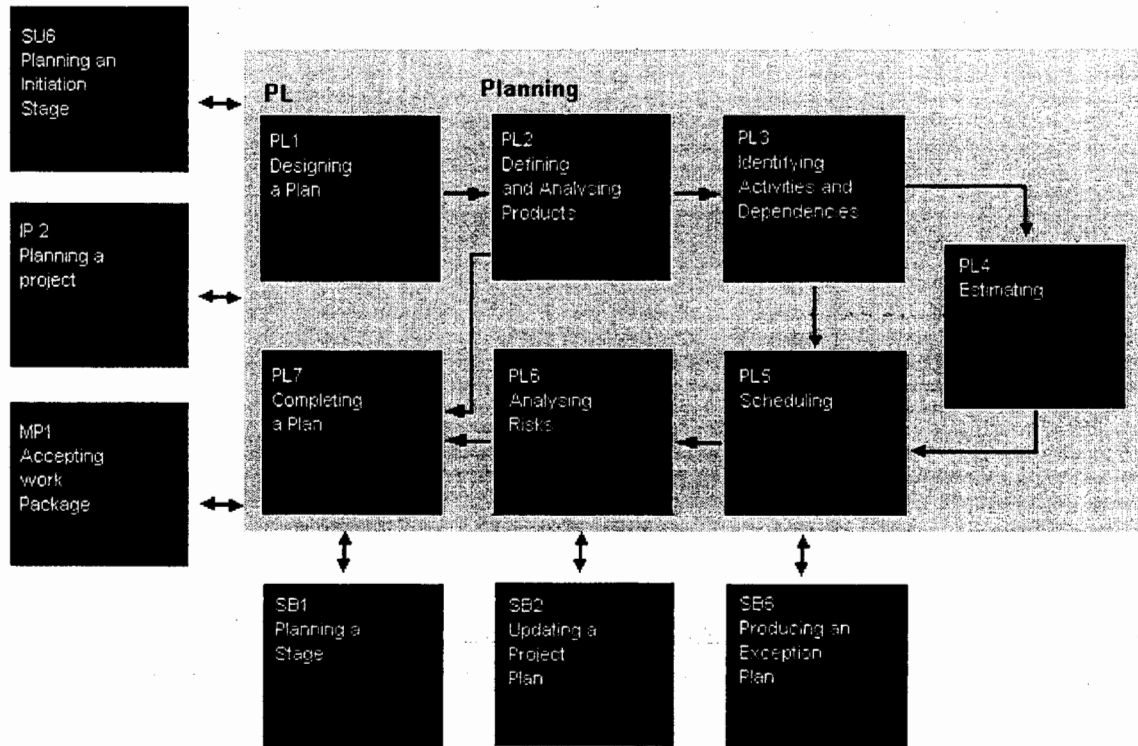 SU6
Planning an
Initiation
Stage
PL
Planning
PL1
Designing
a Plan
PL2
Defining
and Analysing
Products
PL3
Identifying
Activities and
Dependencies
IP 2
Planning a
project
PL4
Estimating
PL7
Completing
a Plan
PL6
Analysing
Risks
PL5
Scheduling
MP1
Accepting
work
Package
SB1
Planning a
Stage
SB2
Updating a
Project
Plan
SB6
Producing an
Exception
Plan